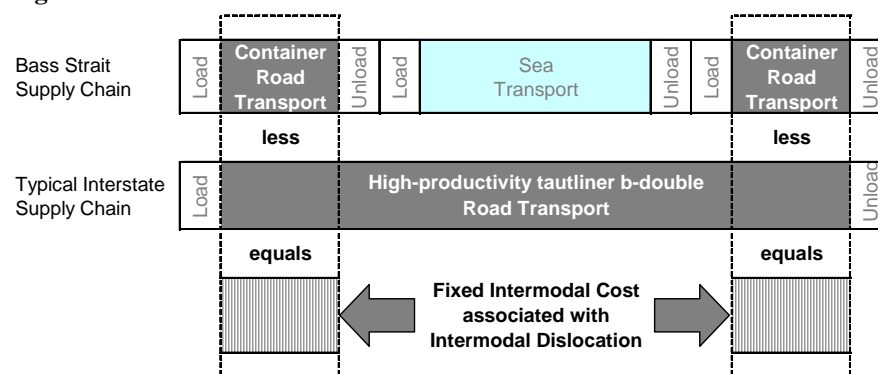 Bass Strait
Supply Chain
Load
Container
Road
Transport
Unload
Load
Sea
Transport
Unload
Load
Container
Road
Transport
Unload
less
less
Typical Interstate
Supply Chain
Load
High-productivity tautliner b-double
Road Transport
Unload
equals
equals
Fixed Intermodal Cost
associated with
Intermodal Dislocation